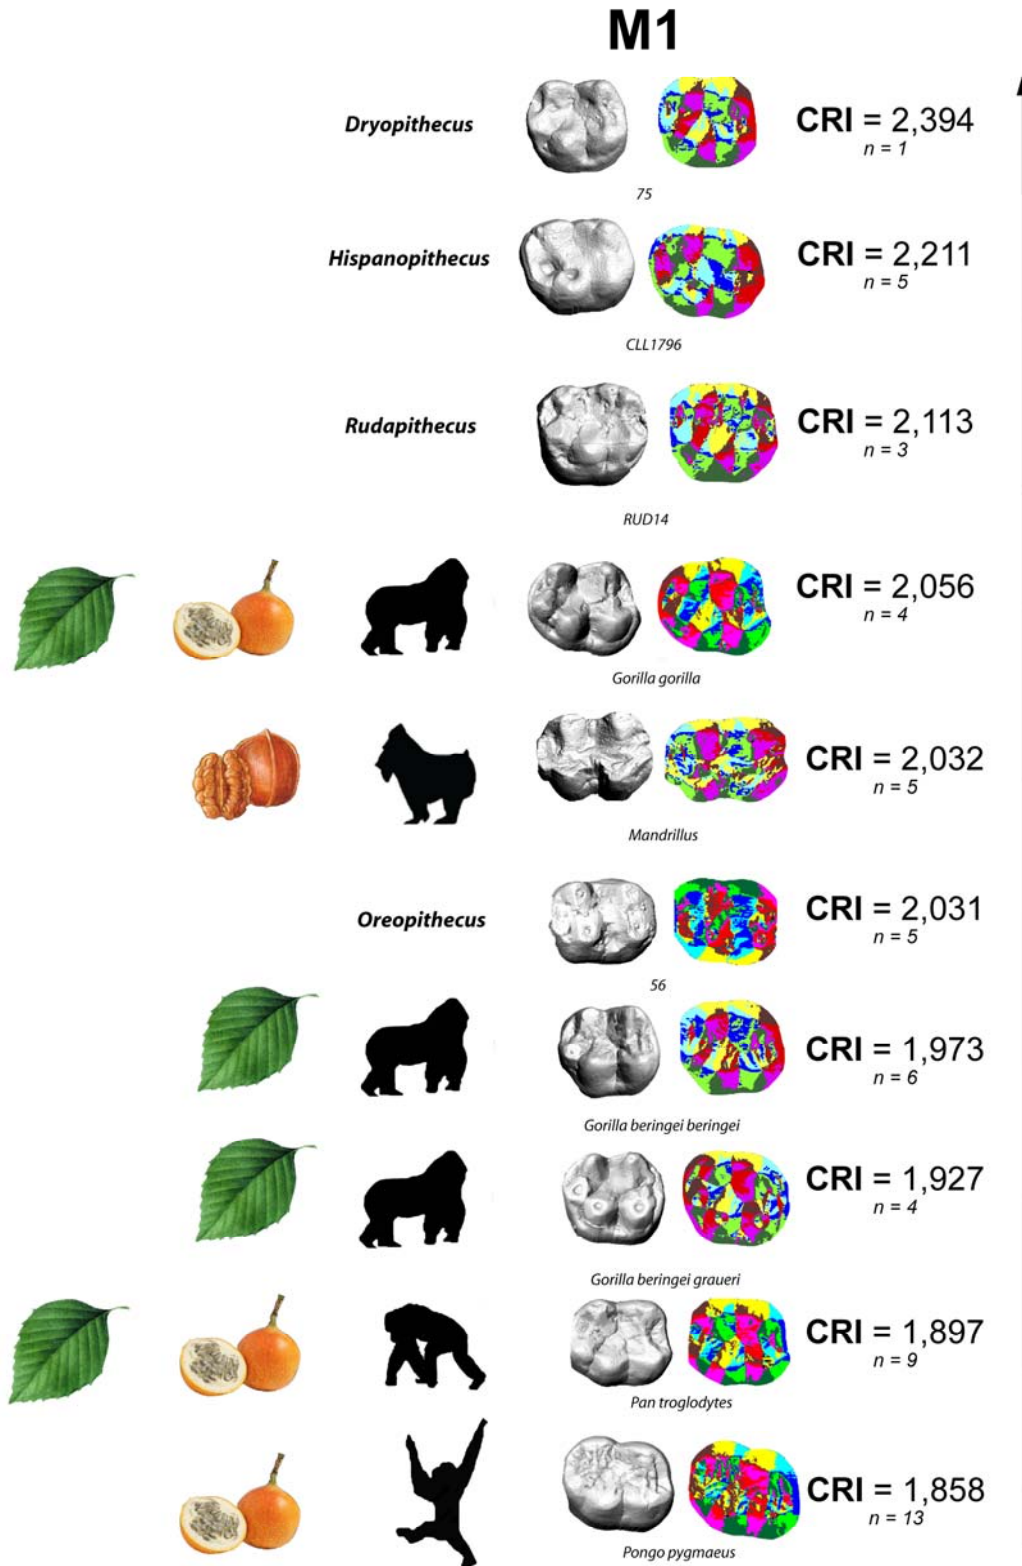 M1
Dryopithecus
CRI = 2,394
n = 1
75
Hispanopithecus
CRI = 2,211
n = 5
CLL1796
Rudapithecus
CRI = 2,113
n = 3
RUD14
CRI = 2,056
n = 4
Gorilla gorilla
CRI = 2,032
n = 5
Mandrillus
Oreopithecus
CRI = 2,031
n = 5
56
CRI = 1,973
n = 6
Gorilla beringei beringei
CRI = 1,927
n = 4
Gorilla beringei graueri
CRI = 1,897
n = 9
Pan troglodytes
CRI = 1,858
n = 13
Pongo pygmaeus